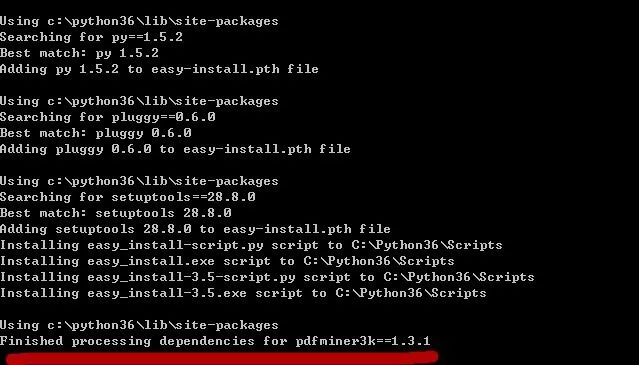 Using c:\python36\lib\site-packages
Searching for py==1.5.2
Best match: py 1.5.2
Adding py 1.5.2 to easy-install.pth file
Using c:\python36\lib\site-packages
Searching for pluggy==0.6.0
Best match: pluggy 0.6.0
Adding pluggy 0.6.0 to easy-install.pth file
Using c:\python36\lib\site-packages
Searching for setuptools==28.8.0
Best match: setuptools 28.8.0
Adding setuptools 28.8.0 to easy-install.pth file
Installing easy_install-script.py script to C:\Python36\Scripts
Installing easy_install.exe script to C:\Python36\Scripts
Installing easy_install-3.5-script.py script to C:\Python36\Scripts
Installing easy_install-3.5.exe script to C:\Python36\Scripts
Using c:\python36\lib\site-packages
Finished processing dependencies for pdfminer3k==1.3.1